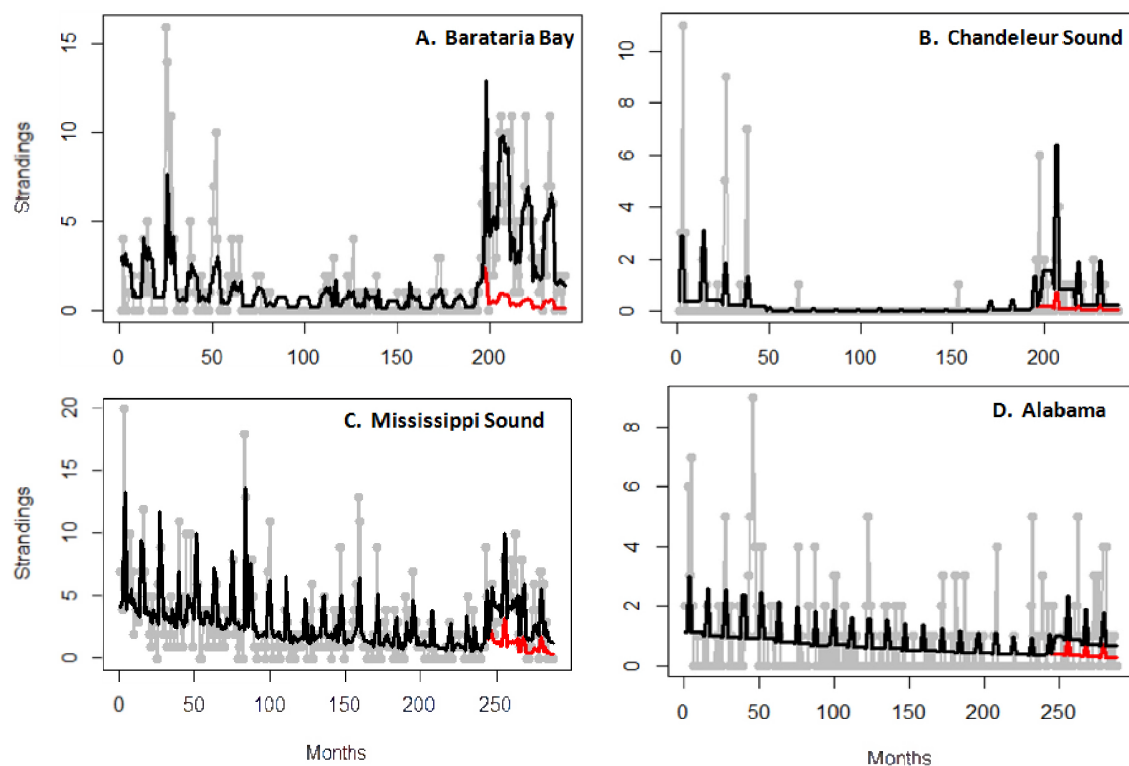 A. Barataria Bay
Strandings
15
10
5
0
0 50 100 150 200
B. Chandeleur Sound
10
8
6
4
2
0
0 50 100 150 200
C. Mississippi Sound
Strandings
20
15
10
5
0
0 50 100 150 200 250
Months
D. Alabama
8
6
4
2
0
0 50 100 150 200 250
Months